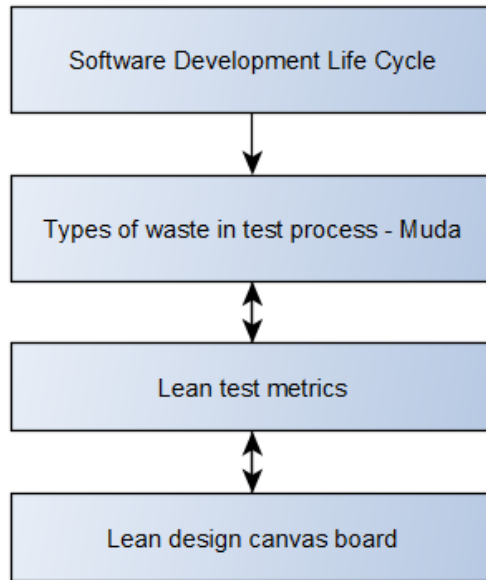 Software Development Life Cycle
Types of waste in test process - Muda
Lean test metrics
Lean design canvas board